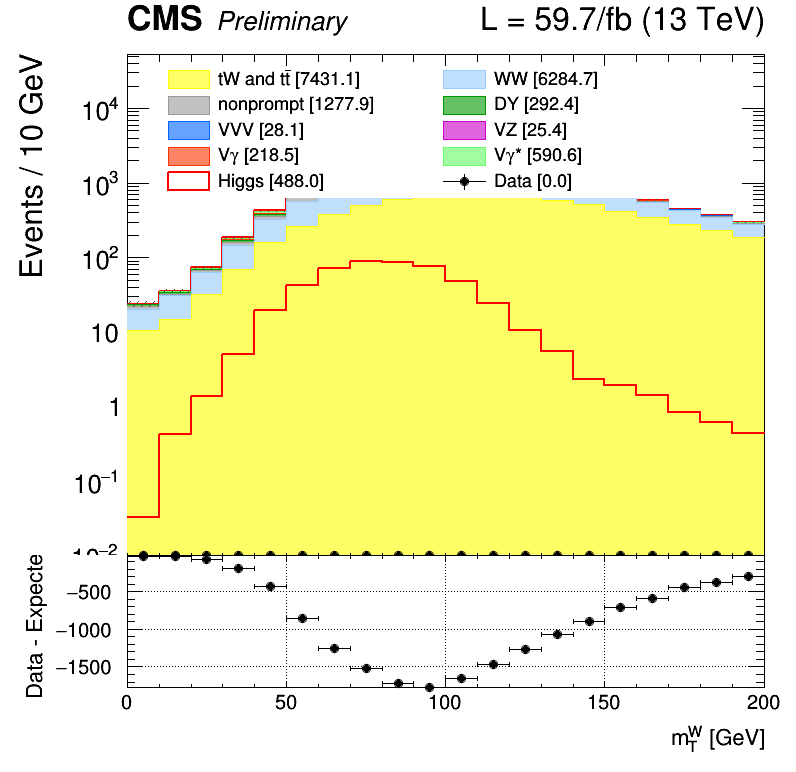 CMS Preliminary L = 59.7/fb (13 TeV)
Events / 10 GeV
tW and tt̄ [7431.1] WW [6284.7]
nonprompt [1277.9] DY [292.4]
VVV [28.1] VZ [25.4]
Vγ [218.5] Vγ* [590.6]
Higgs [488.0] Data [0.0]
10⁴
10³
10²
10
1
10⁻¹
10⁻²
Data - Expecte
−500
−1000
−1500
0 50 100 150 200
m_T^W [GeV]